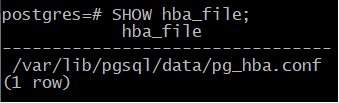 postgres=# SHOW hba_file;
hba_file
---------------------------------
/var/lib/pgsql/data/pg_hba.conf
(1 row)